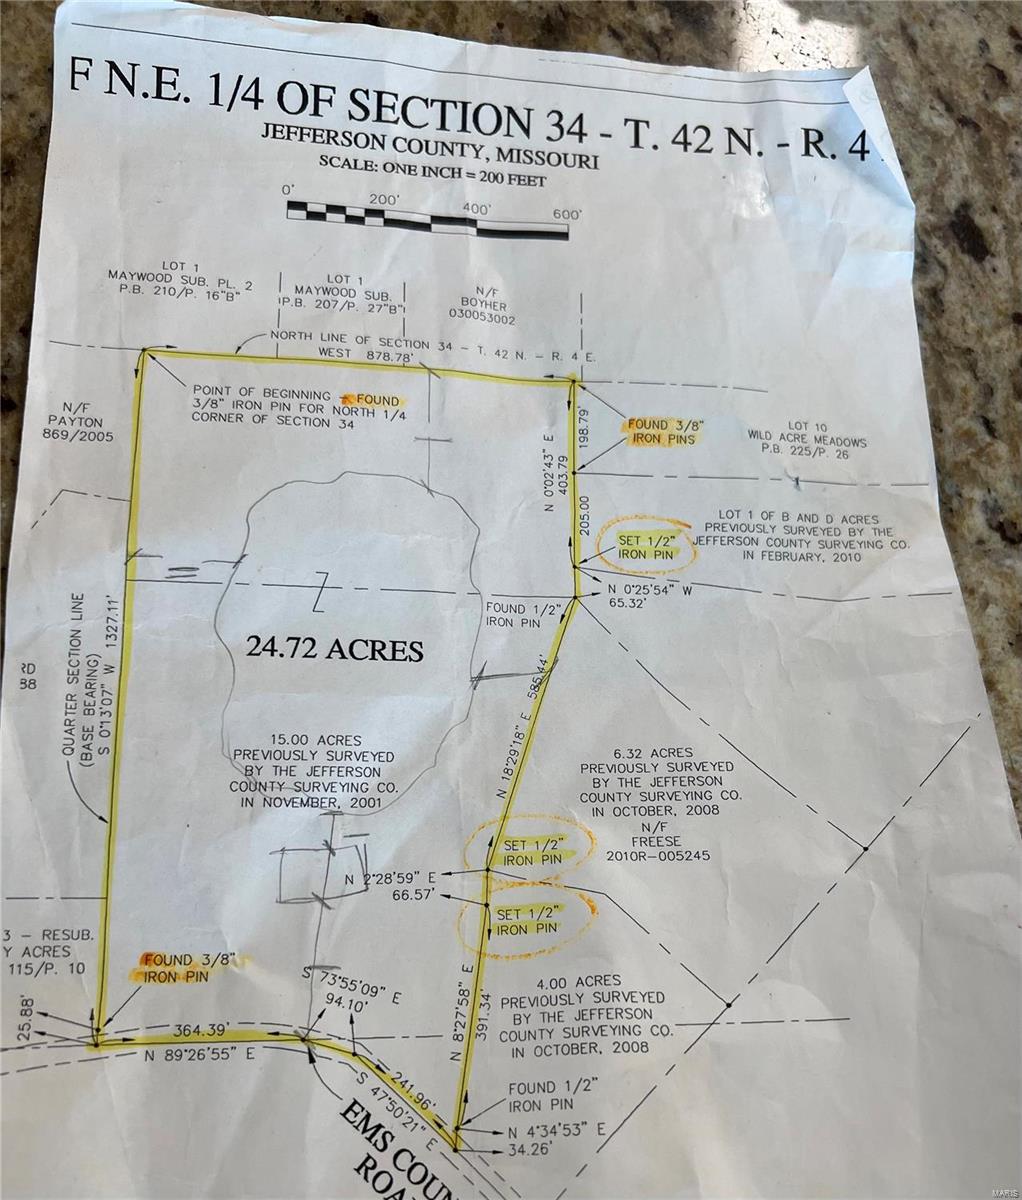 F N.E. 1/4 OF SECTION 34 - T. 42 N. - R. 4
JEFFERSON COUNTY, MISSOURI
SCALE: ONE INCH = 200 FEET
0' 200' 400' 600'
LOT 1
MAYWOOD SUB. PL. 2
P.B. 210/P. 16"B"
LOT 1
MAYWOOD SUB.
P.B. 207/P. 27"B"
N/F
BOYHER
030053002
NORTH LINE OF SECTION 34 - T. 42 N. - R. 4 E.
WEST 878.78'
POINT OF BEGINNING - FOUND
3/8" IRON PIN FOR NORTH 1/4
CORNER OF SECTION 34
N/F
PAYTON
869/2005
N 0°02'43" E
403.79
198.79'
205.00
FOUND 3/8"
IRON PINS
LOT 10
WILD ACRE MEADOWS
P.B. 225/P. 26
LOT 1 OF B AND D ACRES
PREVIOUSLY SURVEYED BY THE
JEFFERSON COUNTY SURVEYING CO.
IN FEBRUARY, 2010
SET 1/2"
IRON PIN
N 0°25'54" W
65.32'
FOUND 1/2"
IRON PIN
24.72 ACRES
QUARTER SECTION LINE
(BASE BEARING)
S 0°13'07" W 1327.11'
38
N 18°29'18" E 585.44'
15.00 ACRES
PREVIOUSLY SURVEYED
BY THE JEFFERSON
COUNTY SURVEYING CO.
IN NOVEMBER, 2001
6.32 ACRES
PREVIOUSLY SURVEYED
BY THE JEFFERSON
COUNTY SURVEYING CO.
IN OCTOBER, 2008
N/F
FREESE
2010R-005245
SET 1/2"
IRON PIN
N 2°28'59" E
66.57'
SET 1/2"
IRON PIN
3 - RESUB.
Y ACRES
115/P. 10
FOUND 3/8"
IRON PIN
25.88'
364.39'
N 89°26'55" E
S 73°55'09" E
94.10'
241.96'
S 47°50'21" E
N 8°27'58" E
391.34'
4.00 ACRES
PREVIOUSLY SURVEYED
BY THE JEFFERSON
COUNTY SURVEYING CO.
IN OCTOBER, 2008
FOUND 1/2"
IRON PIN
N 4°34'53" E
34.26'
EMS COUN
ROA
MARIS